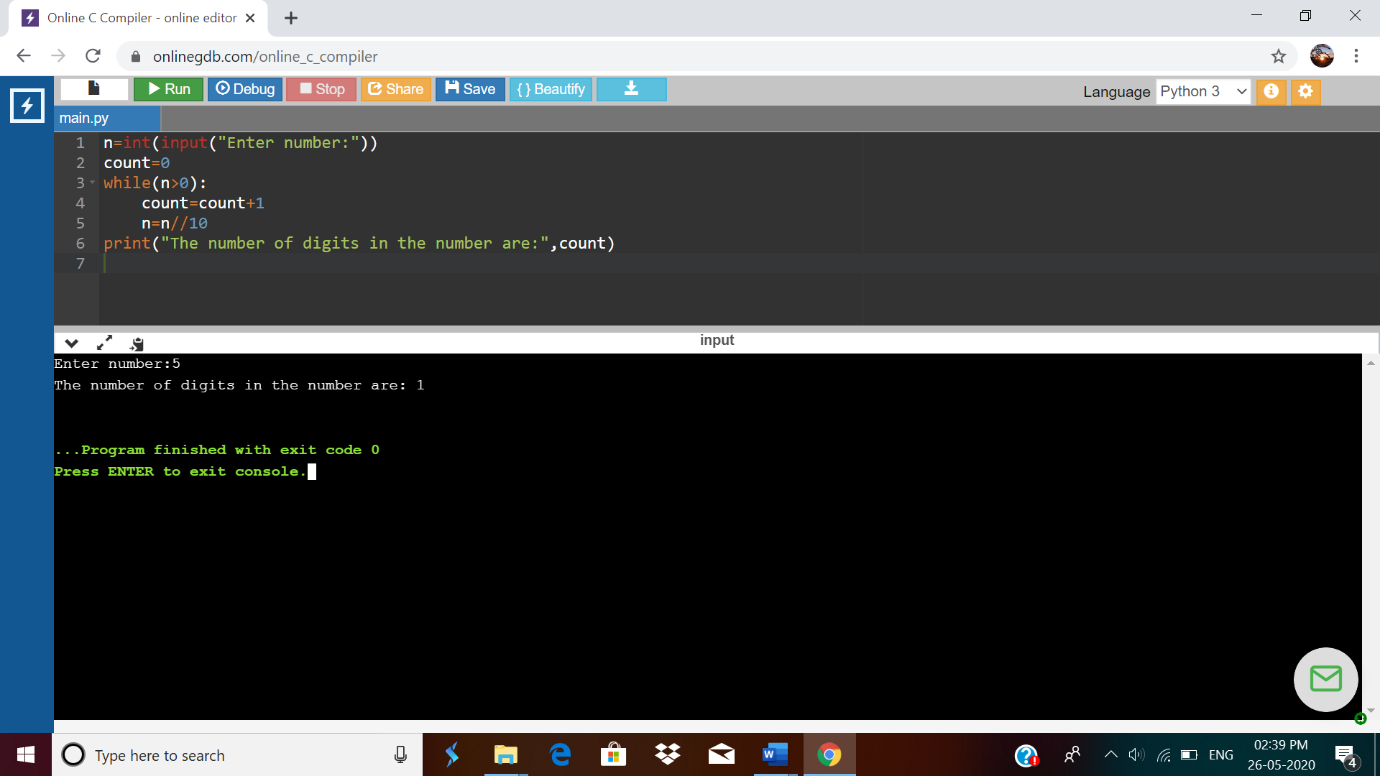 Online C Compiler - online editor
onlinegdb.com/online_c_compiler
Run Debug Stop Share Save { } Beautify Language Python 3
main.py
1 n=int(input("Enter number:"))
2 count=0
3 while(n>0):
4     count=count+1
5     n=n//10
6 print("The number of digits in the number are:",count)
7
input
Enter number:5
The number of digits in the number are: 1
...Program finished with exit code 0
Press ENTER to exit console.
Type here to search
ENG
02:39 PM
26-05-2020
4